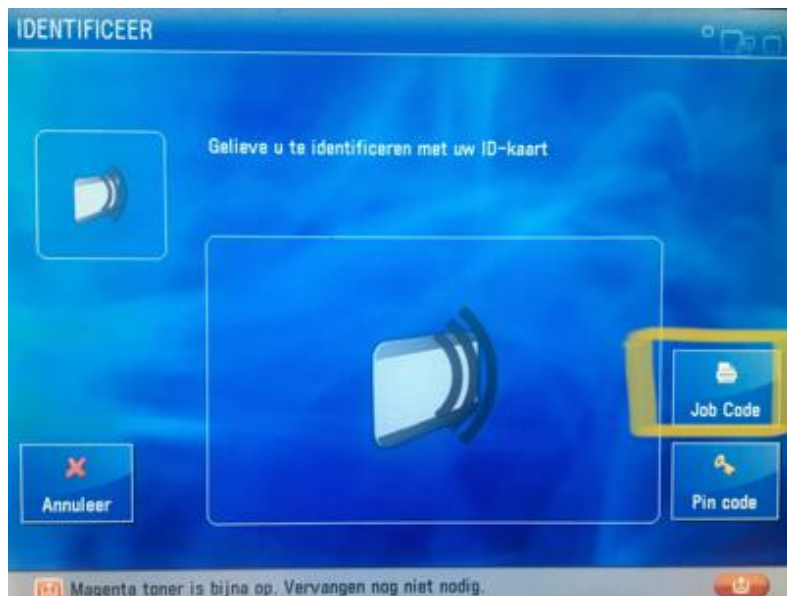 IDENTIFICEER
Gelieve u te identificeren met uw ID-kaart
Job Code
Annuleer
Pin code
Magenta toner is bijna op. Vervangen nog niet nodig.